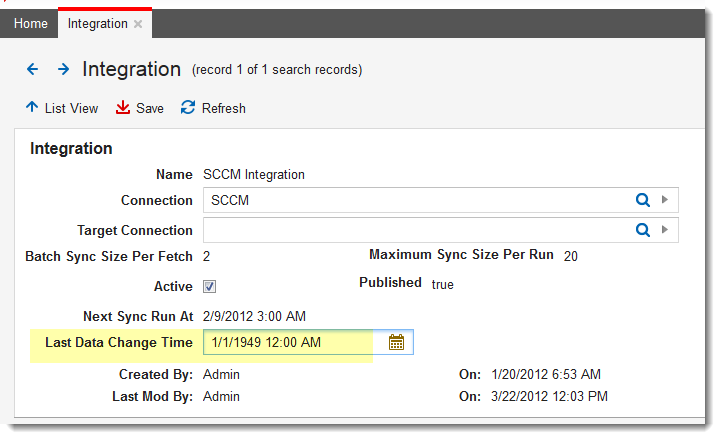 Home Integration
Integration (record 1 of 1 search records)
List View Save Refresh
Integration
Name SCCM Integration
Connection SCCM
Target Connection
Batch Sync Size Per Fetch 2 Maximum Sync Size Per Run 20
Active Published true
Next Sync Run At 2/9/2012 3:00 AM
Last Data Change Time 1/1/1949 12:00 AM
Created By: Admin On: 1/20/2012 6:53 AM
Last Mod By: Admin On: 3/22/2012 12:03 PM